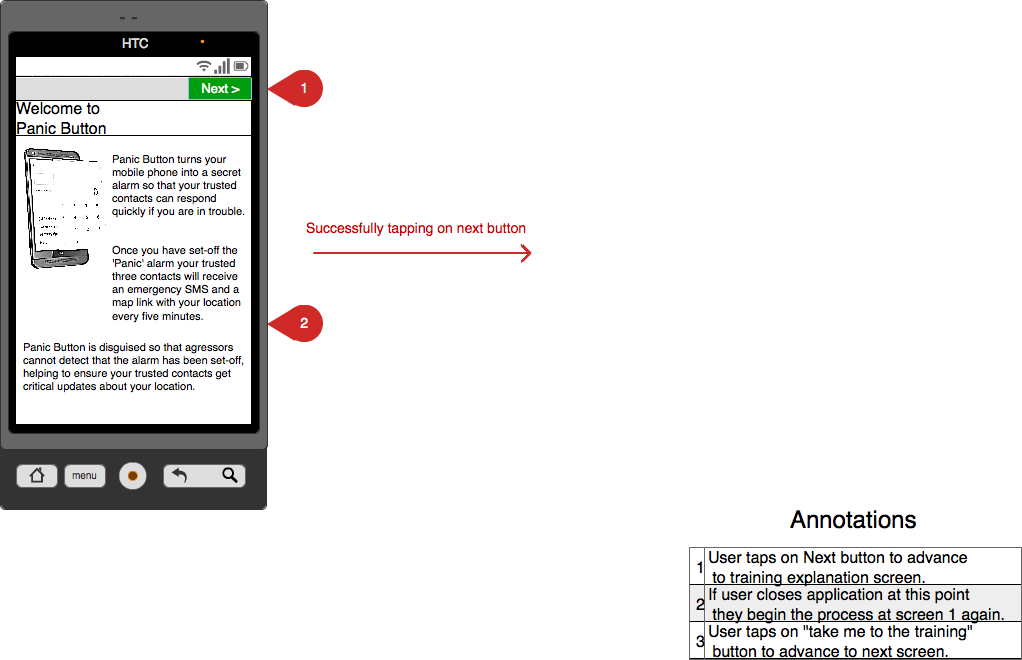 HTC
Next >
1
Welcome to
Panic Button
Panic Button turns your
mobile phone into a secret
alarm so that your trusted
contacts can respond
quickly if you are in trouble.
Successfully tapping on next button
Once you have set-off the
'Panic' alarm your trusted
three contacts will receive
an emergency SMS and a
map link with your location
every five minutes.
2
Panic Button is disguised so that agressors
cannot detect that the alarm has been set-off,
helping to ensure your trusted contacts get
critical updates about your location.
menu
Annotations
1 User taps on Next button to advance
to training explanation screen.
2 If user closes application at this point
they begin the process at screen 1 again.
3 User taps on "take me to the training"
button to advance to next screen.